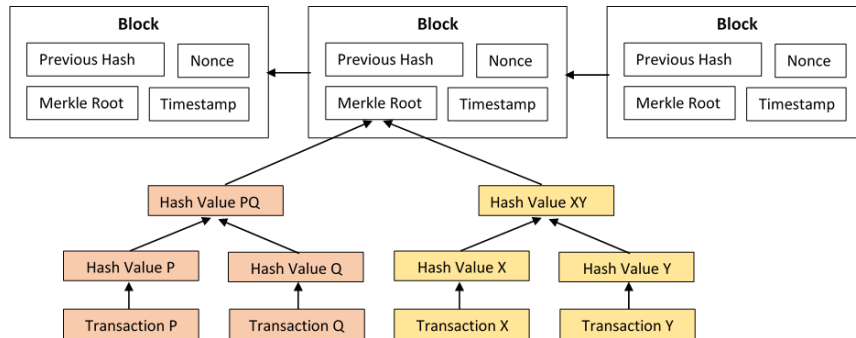 Block Block Block
Previous Hash Nonce Previous Hash Nonce Previous Hash Nonce
Merkle Root Timestamp Merkle Root Timestamp Merkle Root Timestamp
Hash Value PQ Hash Value XY
Hash Value P Hash Value Q Hash Value X Hash Value Y
Transaction P Transaction Q Transaction X Transaction Y